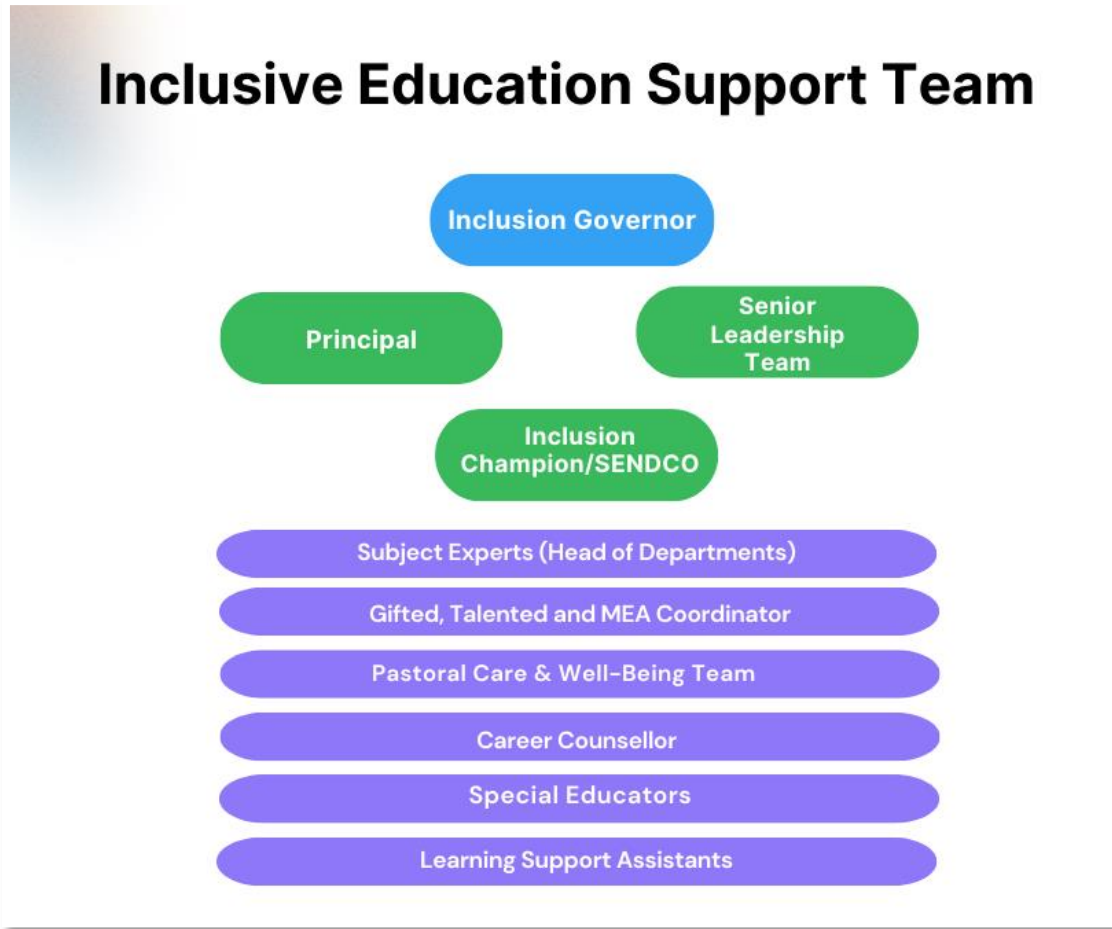 Inclusive Education Support Team
Inclusion Governor
Principal
Senior
Leadership
Team
Inclusion
Champion/SENDCO
Subject Experts (Head of Departments)
Gifted, Talented and MEA Coordinator
Pastoral Care & Well-Being Team
Career Counsellor
Special Educators
Learning Support Assistants